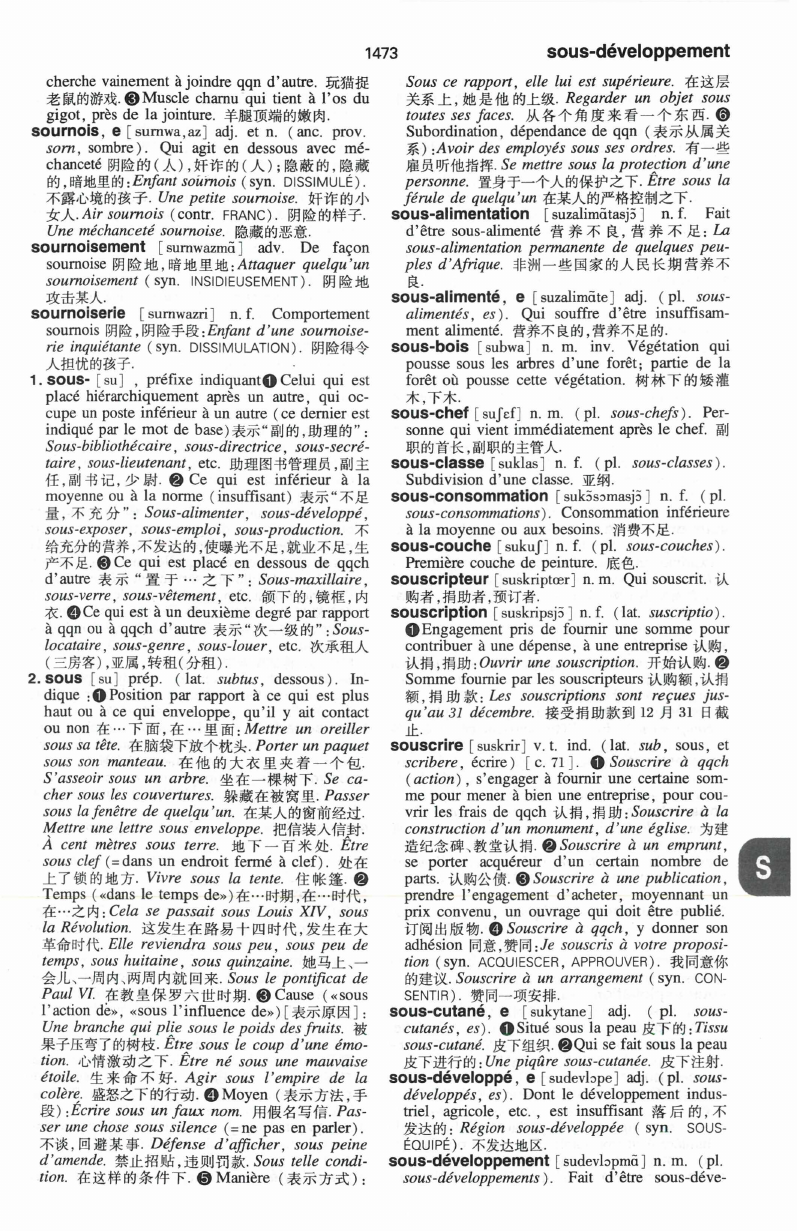 1473
sous-développement
cherche vainement à joindre qqn d'autre. 玩猫捉
老鼠的游戏. ❸ Muscle charnu qui tient à l'os du
gigot, près de la jointure. 羊腿顶端的嫩肉.
sournois, e [surnwa,az] adj. et n. (anc. prov.
sorn, sombre). Qui agit en dessous avec mé-
chanceté 阴险的(人),奸诈的(人);隐蔽的,隐藏
的,暗地里的:Enfant sournois (syn. DISSIMULÉ).
不露心境的孩子. Une petite sournoise. 奸诈的小
女人. Air sournois (contr. FRANC). 阴险的样子.
Une méchanceté sournoise. 隐藏的恶意.
sournoisement [surnwazmɑ̃] adv. De façon
sournoise 阴险地,暗地里地:Attaquer quelqu'un
sournoisement (syn. INSIDIEUSEMENT). 阴险地
攻击某人.
sournoiserie [surnwazri] n. f. Comportement
sournois 阴险,阴险手段:Enfant d'une sournoise-
rie inquiétante (syn. DISSIMULATION). 阴险得令
人担忧的孩子.
1. sous- [su] , préfixe indiquant ❶ Celui qui est
placé hiérarchiquement après un autre, qui oc-
cupe un poste inférieur à un autre (ce dernier est
indiqué par le mot de base)表示“副的,助理的”:
Sous-bibliothécaire, sous-directrice, sous-secré-
taire, sous-lieutenant, etc. 助理图书管理员,副主
任,副书记,少尉. ❷ Ce qui est inférieur à la
moyenne ou à la norme (insuffisant) 表示“不足
量, 不充分”: Sous-alimenter, sous-développé,
sous-exposer, sous-emploi, sous-production. 不
给充分的营养,不发达的,使曝光不足,就业不足,生
产不足. ❸ Ce qui est placé en dessous de qqch
d'autre 表示“置于…之下”: Sous-maxillaire,
sous-verre, sous-vêtement, etc. 颌下的,镜框,内
衣. ❹ Ce qui est à un deuxième degré par rapport
à qqn ou à qqch d'autre 表示“次一级的”:Sous-
locataire, sous-genre, sous-louer, etc. 次承租人
(三房客),亚属,转租(分租).
2. sous [su] prép. (lat. subtus, dessous). In-
dique :❶ Position par rapport à ce qui est plus
haut ou à ce qui enveloppe, qu'il y ait contact
ou non 在…下面,在…里面:Mettre un oreiller
sous sa tête. 在脑袋下放个枕头. Porter un paquet
sous son manteau. 在他的大衣里夹着一个包.
S'asseoir sous un arbre. 坐在一棵树下. Se ca-
cher sous les couvertures. 躲藏在被窝里. Passer
sous la fenêtre de quelqu'un. 在某人的窗前经过.
Mettre une lettre sous enveloppe. 把信装入信封.
À cent mètres sous terre. 地下一百米处. Être
sous clef (=dans un endroit fermé à clef). 处在
上了锁的地方. Vivre sous la tente. 住帐篷. ❷
Temps («dans le temps de»)在…时期,在…时代,
在…之内:Cela se passait sous Louis XIV, sous
la Révolution. 这发生在路易十四时代,发生在大
革命时代. Elle reviendra sous peu, sous peu de
temps, sous huitaine, sous quinzaine. 她马上、一
会儿、一周内、两周内就回来. Sous le pontificat de
Paul VI. 在教皇保罗六世时期. ❸ Cause («sous
l'action de», «sous l'influence de»)[表示原因]:
Une branche qui plie sous le poids des fruits. 被
果子压弯了的树枝. Être sous le coup d'une émo-
tion. 心情激动之下. Être né sous une mauvaise
étoile. 生来命不好. Agir sous l'empire de la
colère. 盛怒之下的行动. ❹ Moyen (表示方法,手
段):Écrire sous un faux nom. 用假名写信. Pas-
ser une chose sous silence (=ne pas en parler).
不谈,回避某事. Défense d'afficher, sous peine
d'amende. 禁止招贴,违则罚款. Sous telle condi-
tion. 在这样的条件下. ❺ Manière (表示方式):
Sous ce rapport, elle lui est supérieure. 在这层
关系上,她是他的上级. Regarder un objet sous
toutes ses faces. 从各个角度来看一个东西. ❻
Subordination, dépendance de qqn (表示从属关
系):Avoir des employés sous ses ordres. 有一些
雇员听他指挥. Se mettre sous la protection d'une
personne. 置身于一个人的保护之下. Être sous la
férule de quelqu'un 在某人的严格控制之下.
sous-alimentation [suzalimɑ̃tasjɔ̃] n. f. Fait
d'être sous-alimenté 营养不良,营养不足: La
sous-alimentation permanente de quelques peu-
ples d'Afrique. 非洲一些国家的人民长期营养不
良.
sous-alimenté, e [suzalimɑ̃te] adj. (pl. sous-
alimentés, es). Qui souffre d'être insuffisam-
ment alimenté. 营养不良的,营养不足的.
sous-bois [subwa] n. m. inv. Végétation qui
pousse sous les arbres d'une forêt; partie de la
forêt où pousse cette végétation. 树林下的矮灌
木,下木.
sous-chef [suʃɛf] n. m. (pl. sous-chefs). Per-
sonne qui vient immédiatement après le chef. 副
职的首长,副职的主管人.
sous-classe [suklas] n. f. (pl. sous-classes).
Subdivision d'une classe. 亚纲.
sous-consommation [sukɔ̃sɔmasjɔ̃] n. f. (pl.
sous-consommations). Consommation inférieure
à la moyenne ou aux besoins. 消费不足.
sous-couche [sukuʃ] n. f. (pl. sous-couches).
Première couche de peinture. 底色.
souscripteur [suskriptœr] n. m. Qui souscrit. 认
购者,捐助者,预订者.
souscription [suskripsjɔ̃] n. f. (lat. suscriptio).
❶ Engagement pris de fournir une somme pour
contribuer à une dépense, à une entreprise 认购,
认捐,捐助:Ouvrir une souscription. 开始认购. ❷
Somme fournie par les souscripteurs 认购额,认捐
额,捐助款: Les souscriptions sont reçues jus-
qu'au 31 décembre. 接受捐助款到 12 月 31 日截
止.
souscrire [suskrir] v. t. ind. (lat. sub, sous, et
scribere, écrire) [c. 71]. ❶ Souscrire à qqch
(action), s'engager à fournir une certaine som-
me pour mener à bien une entreprise, pour cou-
vrir les frais de qqch 认捐,捐助:Souscrire à la
construction d'un monument, d'une église. 为建
造纪念碑、教堂认捐. ❷ Souscrire à un emprunt,
se porter acquéreur d'un certain nombre de
parts. 认购公债. ❸ Souscrire à une publication,
prendre l'engagement d'acheter, moyennant un
prix convenu, un ouvrage qui doit être publié.
订阅出版物. ❹ Souscrire à qqch, y donner son
adhésion 同意,赞同:Je souscris à votre proposi-
tion (syn. ACQUIESCER, APPROUVER). 我同意你
的建议. Souscrire à un arrangement (syn. CON-
SENTIR). 赞同一项安排.
sous-cutané, e [sukytane] adj. (pl. sous-
cutanés, es). ❶ Situé sous la peau 皮下的:Tissu
sous-cutané. 皮下组织. ❷ Qui se fait sous la peau
皮下进行的:Une piqûre sous-cutanée. 皮下注射.
sous-développé, e [sudevlɔpe] adj. (pl. sous-
développés, es). Dont le développement indus-
triel, agricole, etc., est insuffisant 落后的,不
发达的: Région sous-développée (syn. SOUS-
ÉQUIPÉ). 不发达地区.
sous-développement [sudevlɔpmɑ̃] n. m. (pl.
sous-développements). Fait d'être sous-déve-
S